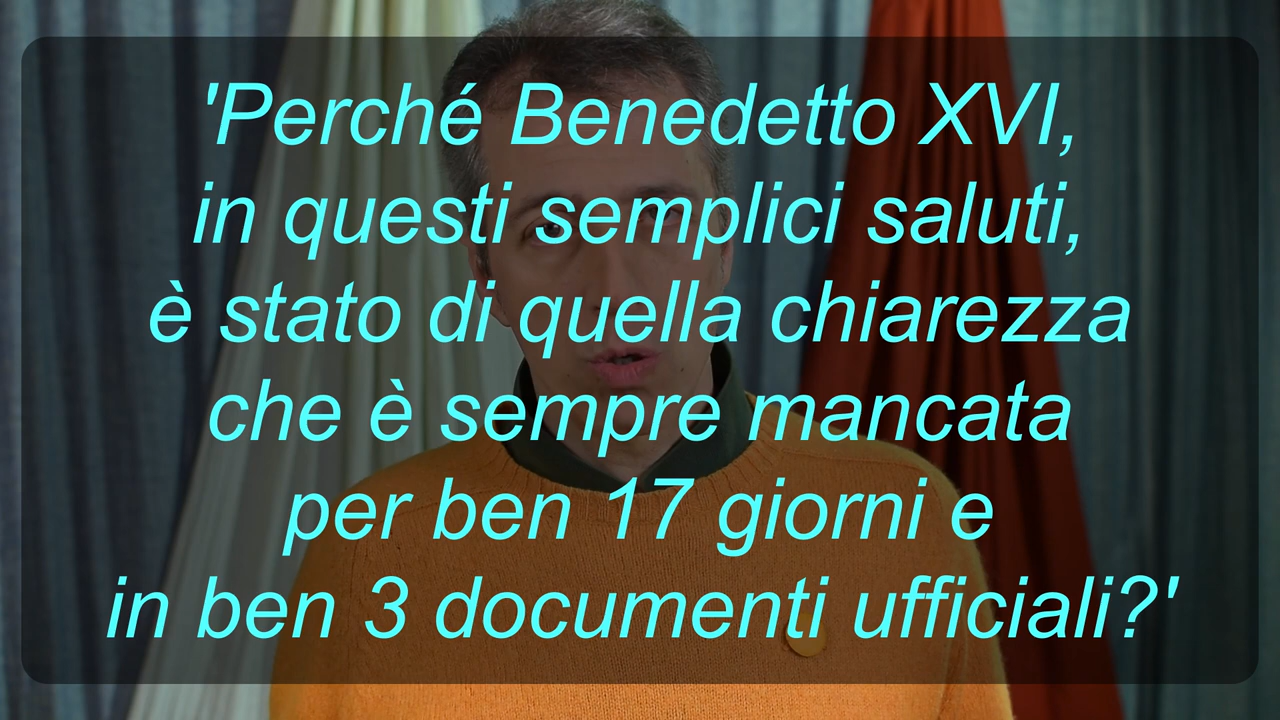 'Perché Benedetto XVI,
in questi semplici saluti,
è stato di quella chiarezza
che è sempre mancata
per ben 17 giorni e
in ben 3 documenti ufficiali?'